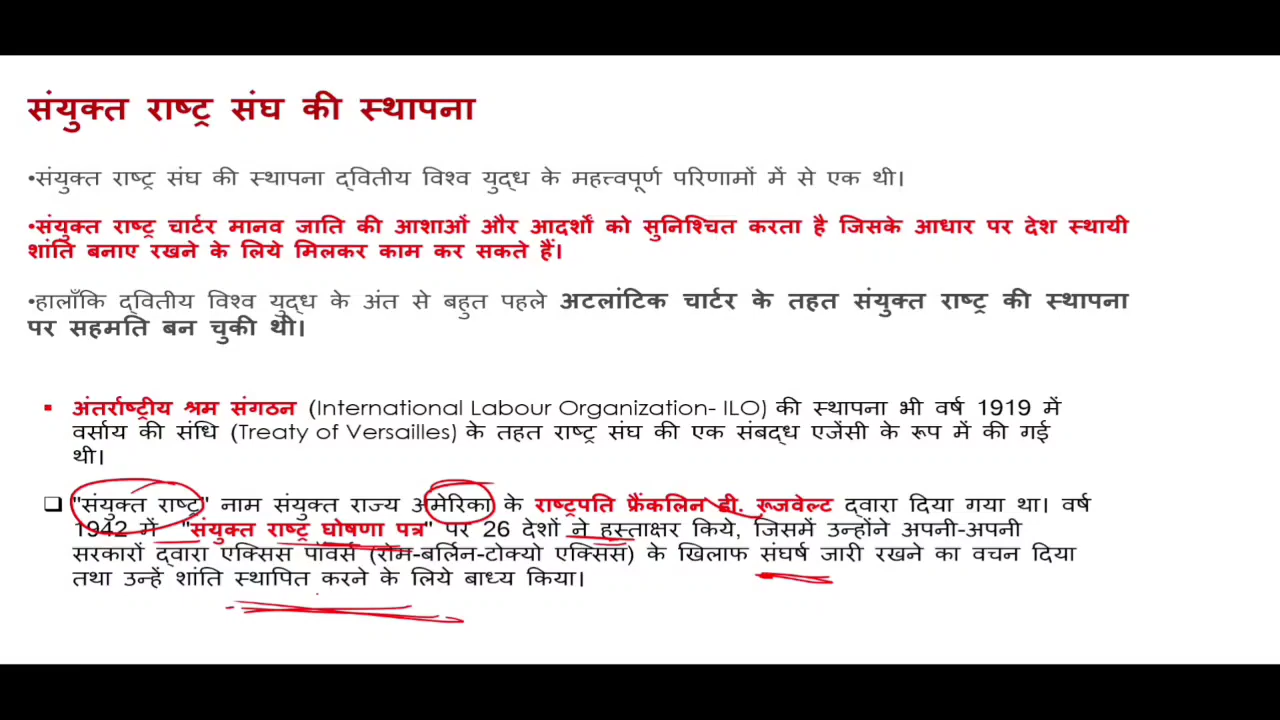 संयुक्त राष्ट्र संघ की स्थापना
•संयुक्त राष्ट्र संघ की स्थापना द्वितीय विश्व युद्ध के महत्त्वपूर्ण परिणामों में से एक थी।
•संयुक्त राष्ट्र चार्टर मानव जाति की आशाओं और आदर्शों को सुनिश्चित करता है जिसके आधार पर देश स्थायी
शांति बनाए रखने के लिये मिलकर काम कर सकते हैं।
•हालाँकि द्वितीय विश्व युद्ध के अंत से बहुत पहले अटलांटिक चार्टर के तहत संयुक्त राष्ट्र की स्थापना
पर सहमति बन चुकी थी।
▪ अंतर्राष्ट्रीय श्रम संगठन (International Labour Organization- ILO) की स्थापना भी वर्ष 1919 में
वर्साय की संधि (Treaty of Versailles) के तहत राष्ट्र संघ की एक संबद्ध एजेंसी के रूप में की गई
थी।
❑ "संयुक्त राष्ट्र" नाम संयुक्त राज्य अमेरिका के राष्ट्रपति फ्रैंकलिन डी. रूज़वेल्ट द्वारा दिया गया था। वर्ष
1942 में "संयुक्त राष्ट्र घोषणा पत्र" पर 26 देशों ने हस्ताक्षर किये, जिसमें उन्होंने अपनी-अपनी
सरकारों द्वारा एक्सिस पॉवर्स (रोम-बर्लिन-टोक्यो एक्सिस) के खिलाफ संघर्ष जारी रखने का वचन दिया
तथा उन्हें शांति स्थापित करने के लिये बाध्य किया।